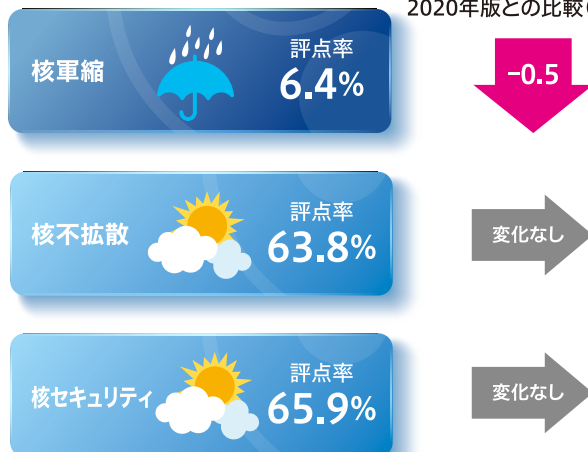 2020年版との比較
核軍縮
評点率
6.4%
-0.5
核不拡散
評点率
63.8%
変化なし
核セキュリティ
評点率
65.9%
変化なし